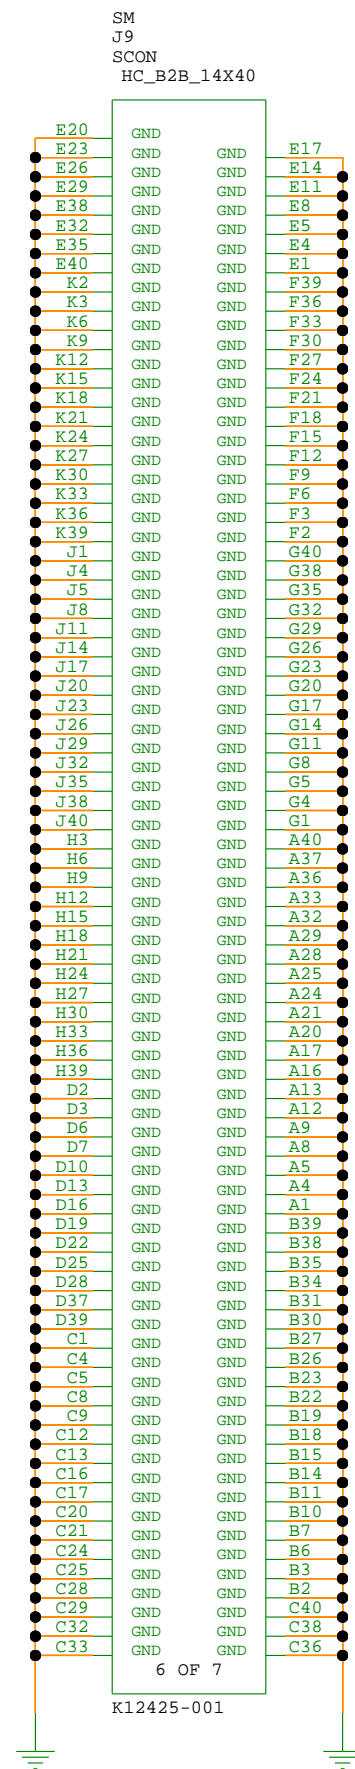 SM
J9
SCON
HC_B2B_14X40
E20 GND
E23 GND GND E17
E26 GND GND E14
E29 GND GND E11
E38 GND GND E8
E32 GND GND E5
E35 GND GND E4
E40 GND GND E1
K2 GND GND F39
K3 GND GND F36
K6 GND GND F33
K9 GND GND F30
K12 GND GND F27
K15 GND GND F24
K18 GND GND F21
K21 GND GND F18
K24 GND GND F15
K27 GND GND F12
K30 GND GND F9
K33 GND GND F6
K36 GND GND F3
K39 GND GND F2
J1 GND GND G40
J4 GND GND G38
J5 GND GND G35
J8 GND GND G32
J11 GND GND G29
J14 GND GND G26
J17 GND GND G23
J20 GND GND G20
J23 GND GND G17
J26 GND GND G14
J29 GND GND G11
J32 GND GND G8
J35 GND GND G5
J38 GND GND G4
J40 GND GND G1
H3 GND GND A40
H6 GND GND A37
H9 GND GND A36
H12 GND GND A33
H15 GND GND A32
H18 GND GND A29
H21 GND GND A28
H24 GND GND A25
H27 GND GND A24
H30 GND GND A21
H33 GND GND A20
H36 GND GND A17
H39 GND GND A16
D2 GND GND A13
D3 GND GND A12
D6 GND GND A9
D7 GND GND A8
D10 GND GND A5
D13 GND GND A4
D16 GND GND A1
D19 GND GND B39
D22 GND GND B38
D25 GND GND B35
D28 GND GND B34
D37 GND GND B31
D39 GND GND B30
C1 GND GND B27
C4 GND GND B26
C5 GND GND B23
C8 GND GND B22
C9 GND GND B19
C12 GND GND B18
C13 GND GND B15
C16 GND GND B14
C17 GND GND B11
C20 GND GND B10
C21 GND GND B7
C24 GND GND B6
C25 GND GND B3
C28 GND GND B2
C29 GND GND C40
C32 GND GND C38
C33 GND GND C36
6 OF 7
K12425-001